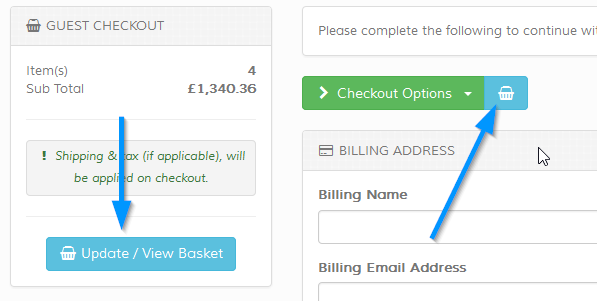 GUEST CHECKOUT
Item(s) 4
Sub Total £1,340.36
! Shipping & tax (if applicable), will
be applied on checkout.
Update / View Basket
Please complete the following to continue
Checkout Options
BILLING ADDRESS
Billing Name
Billing Email Address